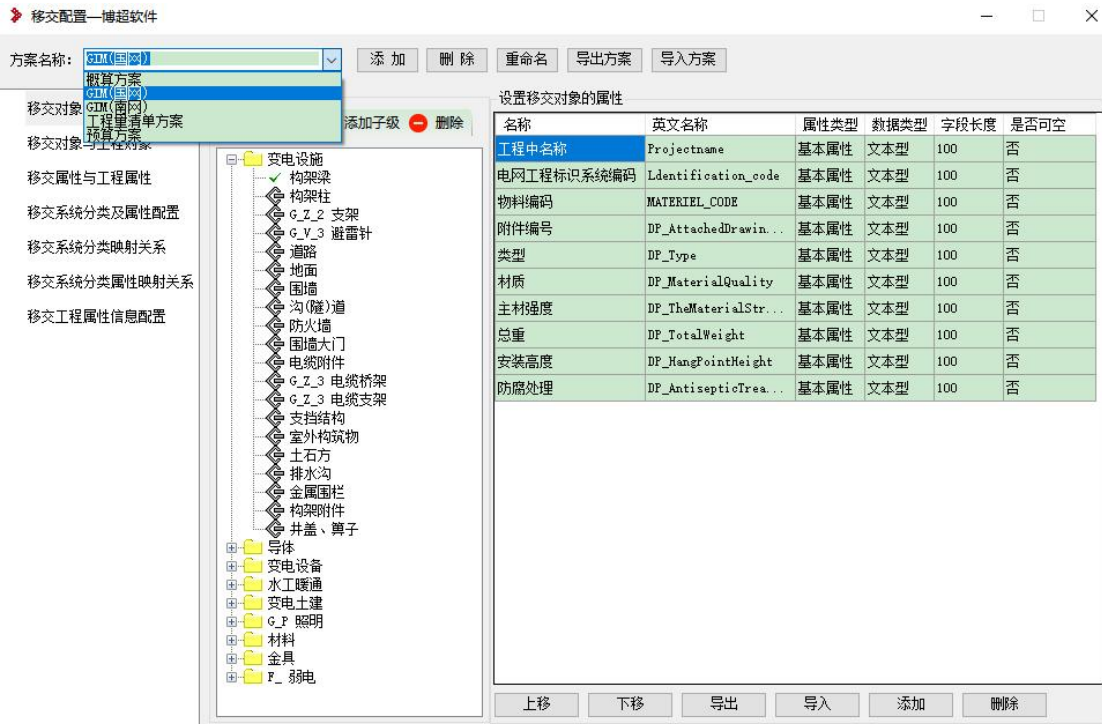 移交配置—博超软件
方案名称: GIM(国网) 添 加 删 除 重命名 导出方案 导入方案
概算方案
GIM(国网)
GIM(南网)
工程量清单方案
预算方案
移交对象
移交对象与工程对象
移交属性与工程属性
移交系统分类及属性配置
移交系统分类映射关系
移交系统分类属性映射关系
移交工程属性信息配置
添加子级 删除
变电设施
构架梁
构架柱
G_Z_2 支架
G_V_3 避雷针
道路
地面
围墙
沟(隧)道
防火墙
围墙大门
电缆附件
G_Z_3 电缆桥架
G_Z_3 电缆支架
支挡结构
室外构筑物
土石方
排水沟
金属围栏
构架附件
井盖、箅子
导体
变电设备
水工暖通
变电土建
G_P 照明
材料
金具
F_ 弱电
设置移交对象的属性
名称 英文名称 属性类型 数据类型 字段长度 是否可空
工程中名称 Projectname 基本属性 文本型 100 否
电网工程标识系统编码 Ldentification_code 基本属性 文本型 100 否
物料编码 MATERIEL_CODE 基本属性 文本型 100 否
附件编号 DP_AttachedDrawin... 基本属性 文本型 100 否
类型 DP_Type 基本属性 文本型 100 否
材质 DP_MaterialQuality 基本属性 文本型 100 否
主材强度 DP_TheMaterialStr... 基本属性 文本型 100 否
总重 DP_TotalWeight 基本属性 文本型 100 否
安装高度 DP_HangPointHeight 基本属性 文本型 100 否
防腐处理 DP_AntisepticTrea... 基本属性 文本型 100 否
上移 下移 导出 导入 添加 删除